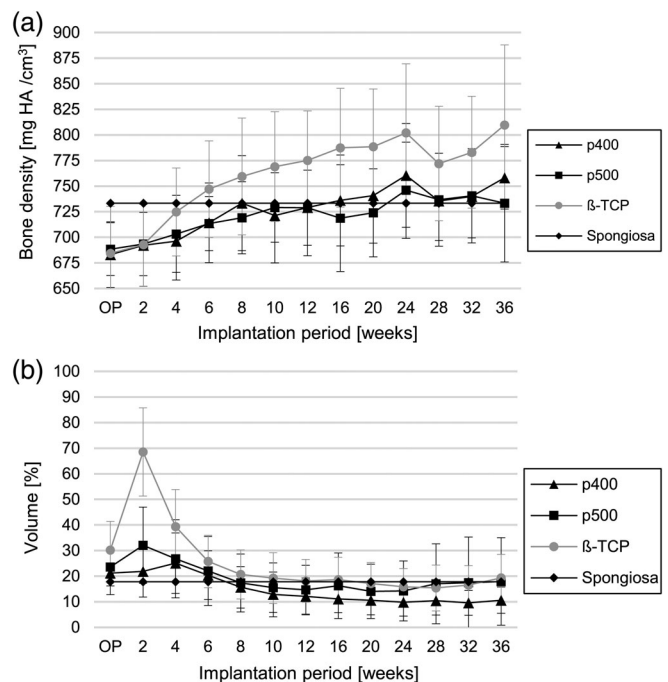 (a)
Bone density [mg HA /cm³]
900
850
800
775
750
725
700
675
650
OP 2 4 6 8 10 12 16 20 24 28 32 36
Implantation period [weeks]
p400
p500
ß-TCP
Spongiosa
(b)
Volume [%]
100
90
80
70
60
50
40
30
20
10
0
OP 2 4 6 8 10 12 16 20 24 28 32 36
Implantation period [weeks]
p400
p500
ß-TCP
Spongiosa